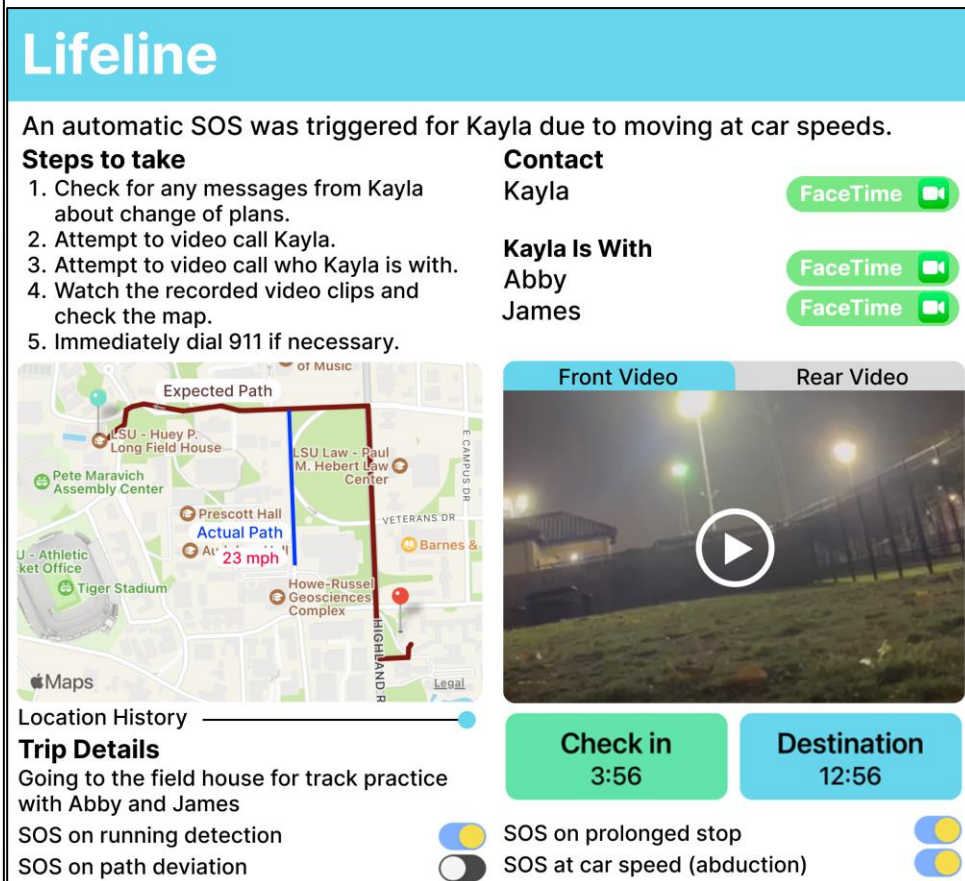 Lifeline
An automatic SOS was triggered for Kayla due to moving at car speeds.
Steps to take
1. Check for any messages from Kayla
about change of plans.
2. Attempt to video call Kayla.
3. Attempt to video call who Kayla is with.
4. Watch the recorded video clips and
check the map.
5. Immediately dial 911 if necessary.
Contact
Kayla
FaceTime
Kayla Is With
Abby
FaceTime
James
FaceTime
of Music
Expected Path
LSU - Huey P.
Long Field House
LSU Law - Paul
M. Hebert Law
Center
E CAMPUS DR
Pete Maravich
Assembly Center
Prescott Hall
VETERANS DR
Actual Path
Barnes &
23 mph
U - Athletic
ket Office
Tiger Stadium
Howe-Russel
Geosciences
Complex
HIGHLAND R
Maps
Legal
Front Video
Rear Video
Location History
Trip Details
Going to the field house for track practice
with Abby and James
Check in
3:56
Destination
12:56
SOS on running detection
SOS on path deviation
SOS on prolonged stop
SOS at car speed (abduction)